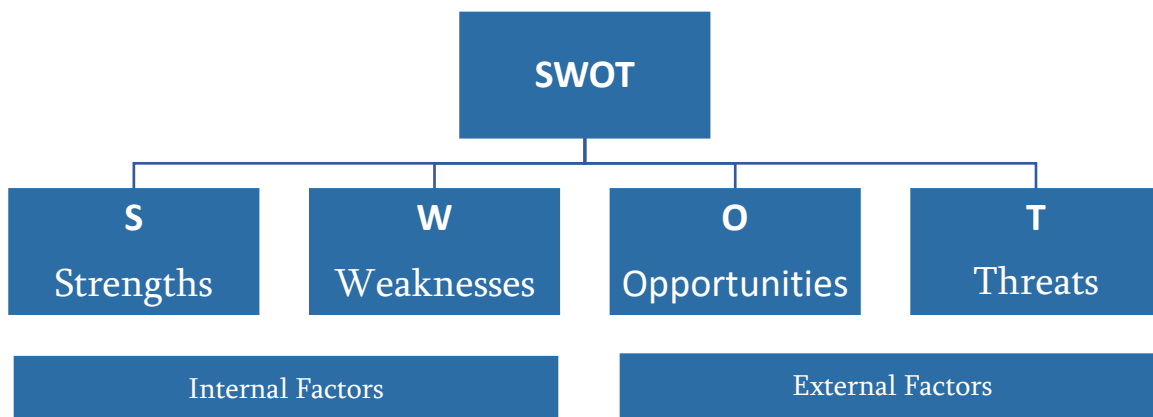 SWOT
S
Strengths
W
Weaknesses
O
Opportunities
T
Threats
Internal Factors
External Factors